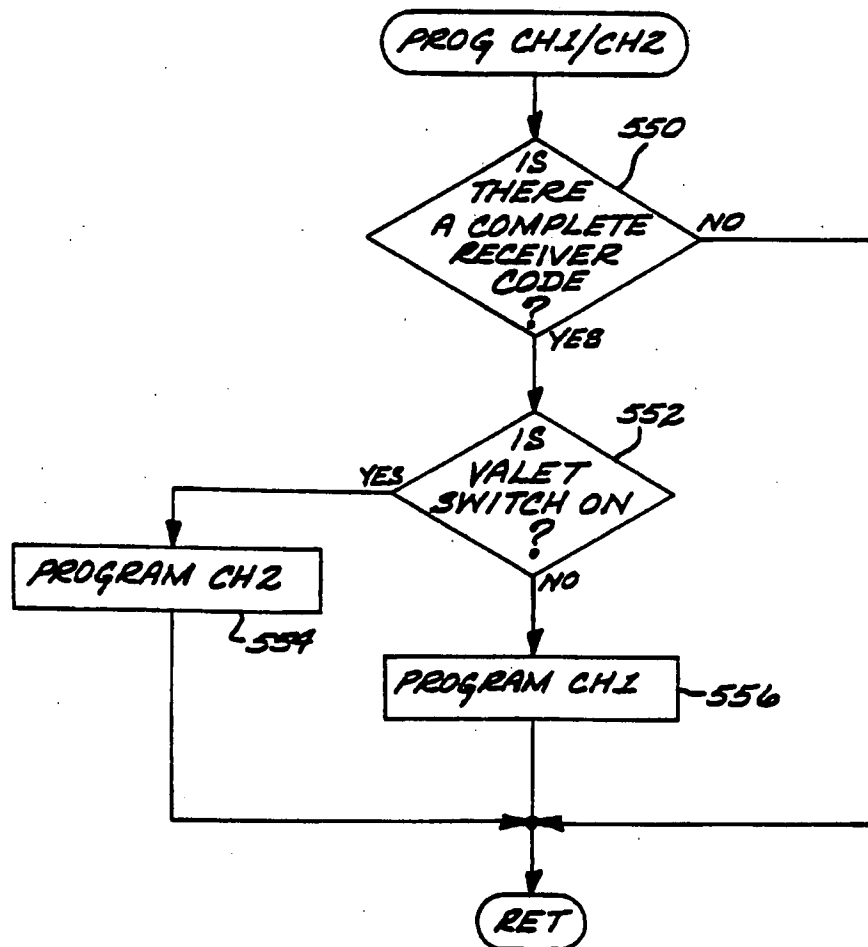 PROG CH1/CH2
550
IS
THERE
A COMPLETE
RECEIVER
CODE
?
NO
YES
552
IS
VALET
SWITCH ON
?
YES
NO
PROGRAM CH2
554
PROGRAM CH1
556
RET